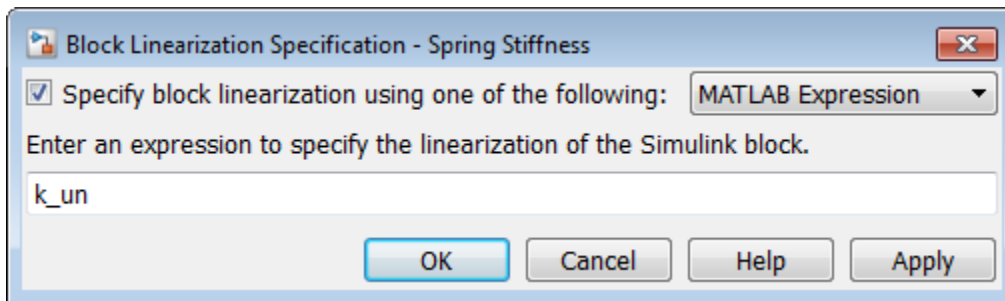 Block Linearization Specification - Spring Stiffness
Specify block linearization using one of the following: MATLAB Expression
Enter an expression to specify the linearization of the Simulink block.
k_un
OK Cancel Help Apply